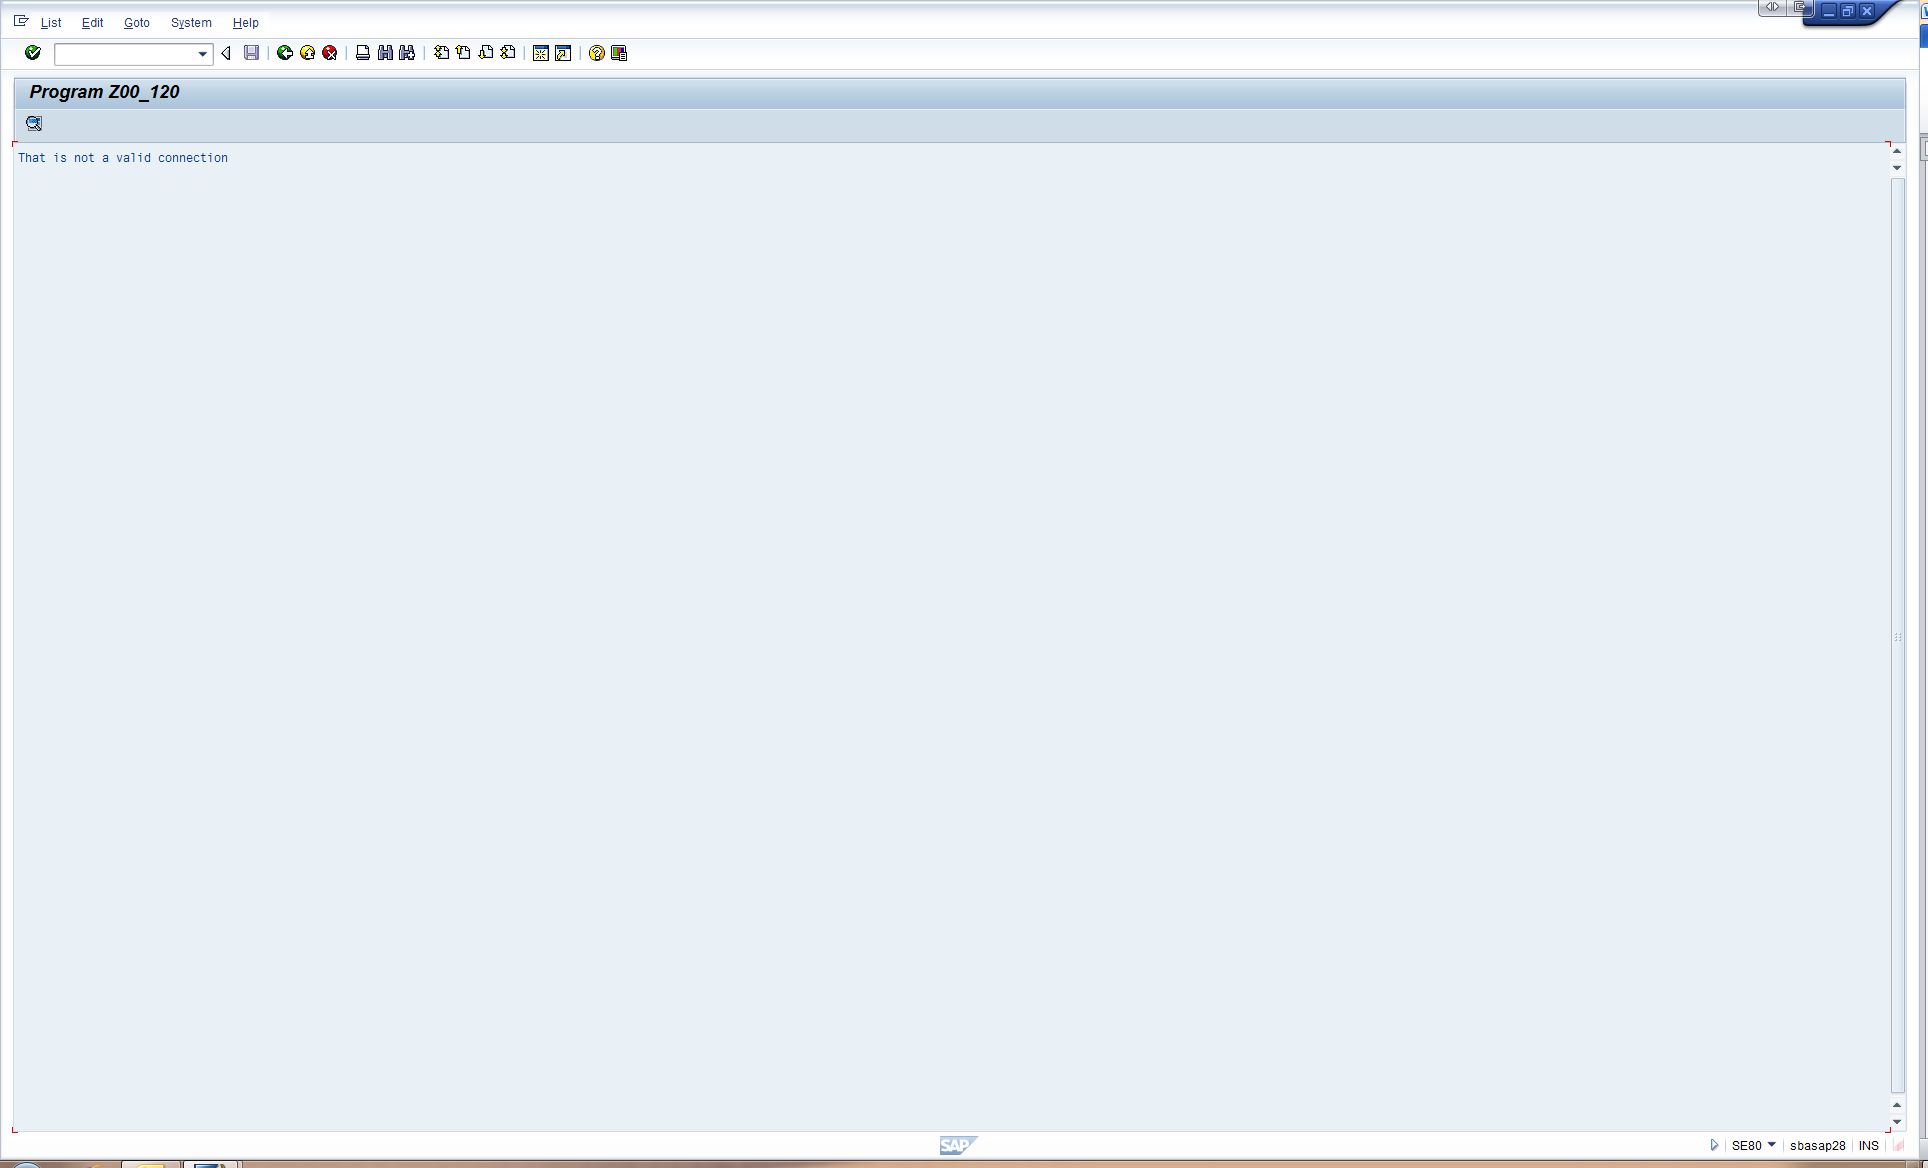 List Edit Goto System Help
Program Z00_120
That is not a valid connection
SAP
SE80 sbasap28 INS